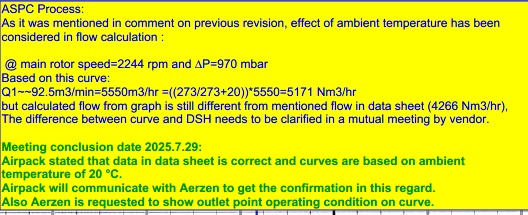 ASPC Process:
As it was mentioned in comment on previous revision, effect of ambient temperature has been
considered in flow calculation :
@ main rotor speed=2244 rpm and ΔP=970 mbar
Based on this curve:
Q1~~92.5m3/min=5550m3/hr =((273/273+20))*5550=5171 Nm3/hr
but calculated flow from graph is still different from mentioned flow in data sheet (4266 Nm3/hr),
The difference between curve and DSH needs to be clarified in a mutual meeting by vendor.
Meeting conclusion date 2025.7.29:
Airpack stated that data in data sheet is correct and curves are based on ambient
temperature of 20 °C.
Airpack will communicate with Aerzen to get the confirmation in this regard.
Also Aerzen is requested to show outlet point operating condition on curve.